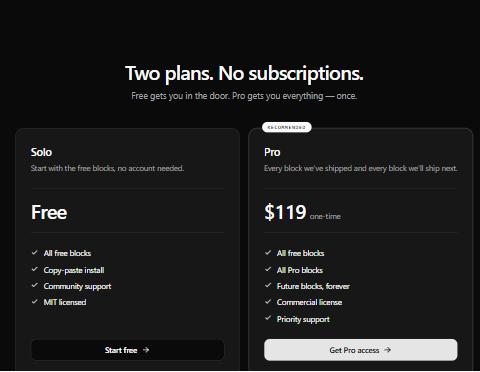 Two plans. No subscriptions.
Free gets you in the door. Pro gets you everything — once.
Solo
Start with the free blocks, no account needed.
Free
All free blocks
Copy-paste install
Community support
MIT licensed
Start free →
RECOMMENDED
Pro
Every block we've shipped and every block we'll ship next.
$119 one-time
All free blocks
All Pro blocks
Future blocks, forever
Commercial license
Priority support
Get Pro access →